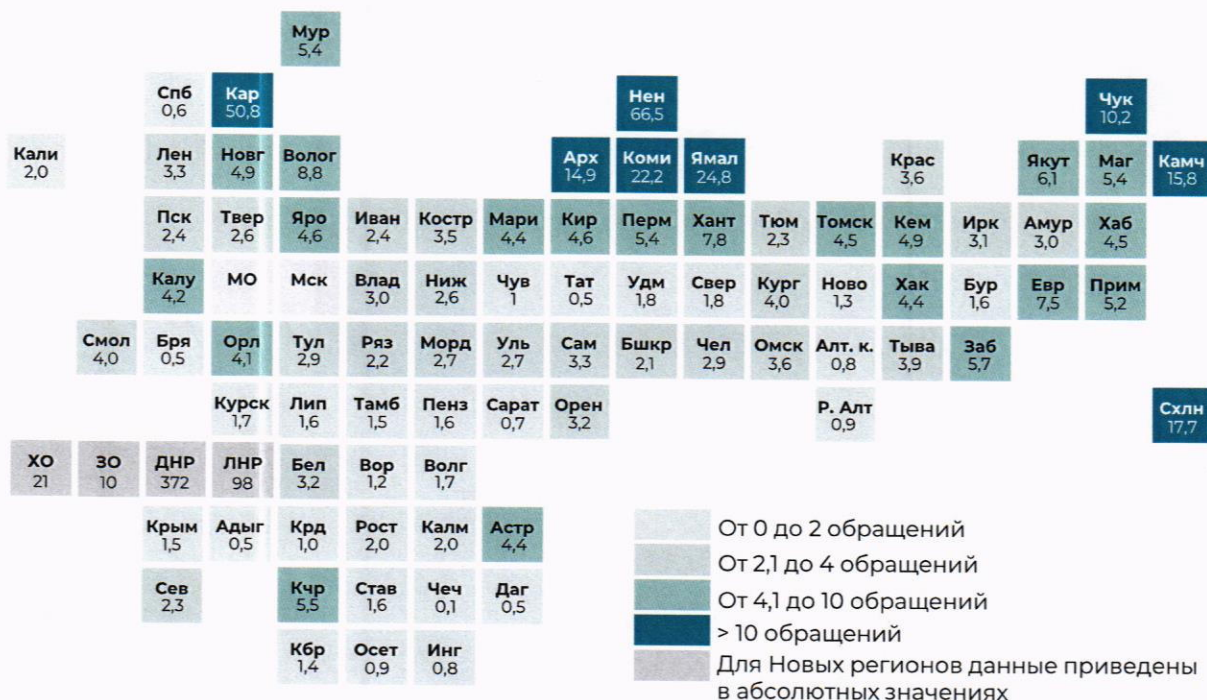 Мур
5,4
Спб Кар Нен Чук
0,6 50,8 66,5 10,2
Кали Лен Новг Волог Арх Коми Ямал Крас Якут Маг Камч
2,0 3,3 4,9 8,8 14,9 22,2 24,8 3,6 6,1 5,4 15,8
Пск Твер Яро Иван Костр Мари Кир Перм Хант Тюм Томск Кем Ирк Амур Хаб
2,4 2,6 4,6 2,4 3,5 4,4 4,6 5,4 7,8 2,3 4,5 4,9 3,1 3,0 4,5
Калу МО Мск Влад Ниж Чув Тат Удм Свер Кург Ново Хак Бур Евр Прим
4,2 3,0 2,6 1 0,5 1,8 1,8 4,0 1,3 4,4 1,6 7,5 5,2
Смол Бря Орл Тул Ряз Морд Уль Сам Бшкр Чел Омск Алт. к. Тыва Заб
4,0 0,5 4,1 2,9 2,2 2,7 2,7 3,3 2,1 2,9 3,6 0,8 3,9 5,7
Курск Лип Тамб Пенз Сарат Орен Р. Алт Схлн
1,7 1,6 1,5 1,6 0,7 3,2 0,9 17,7
ХО ЗО ДНР ЛНР Бел Вор Волг
21 10 372 98 3,2 1,2 1,7
Крым Адыг Крд Рост Калм Астр
1,5 0,5 1,0 2,0 2,0 4,4
Сев Кчр Став Чеч Даг
2,3 5,5 1,6 0,1 0,5
Кбр Осет Инг
1,4 0,9 0,8
От 0 до 2 обращений
От 2,1 до 4 обращений
От 4,1 до 10 обращений
> 10 обращений
Для Новых регионов данные приведены
в абсолютных значениях